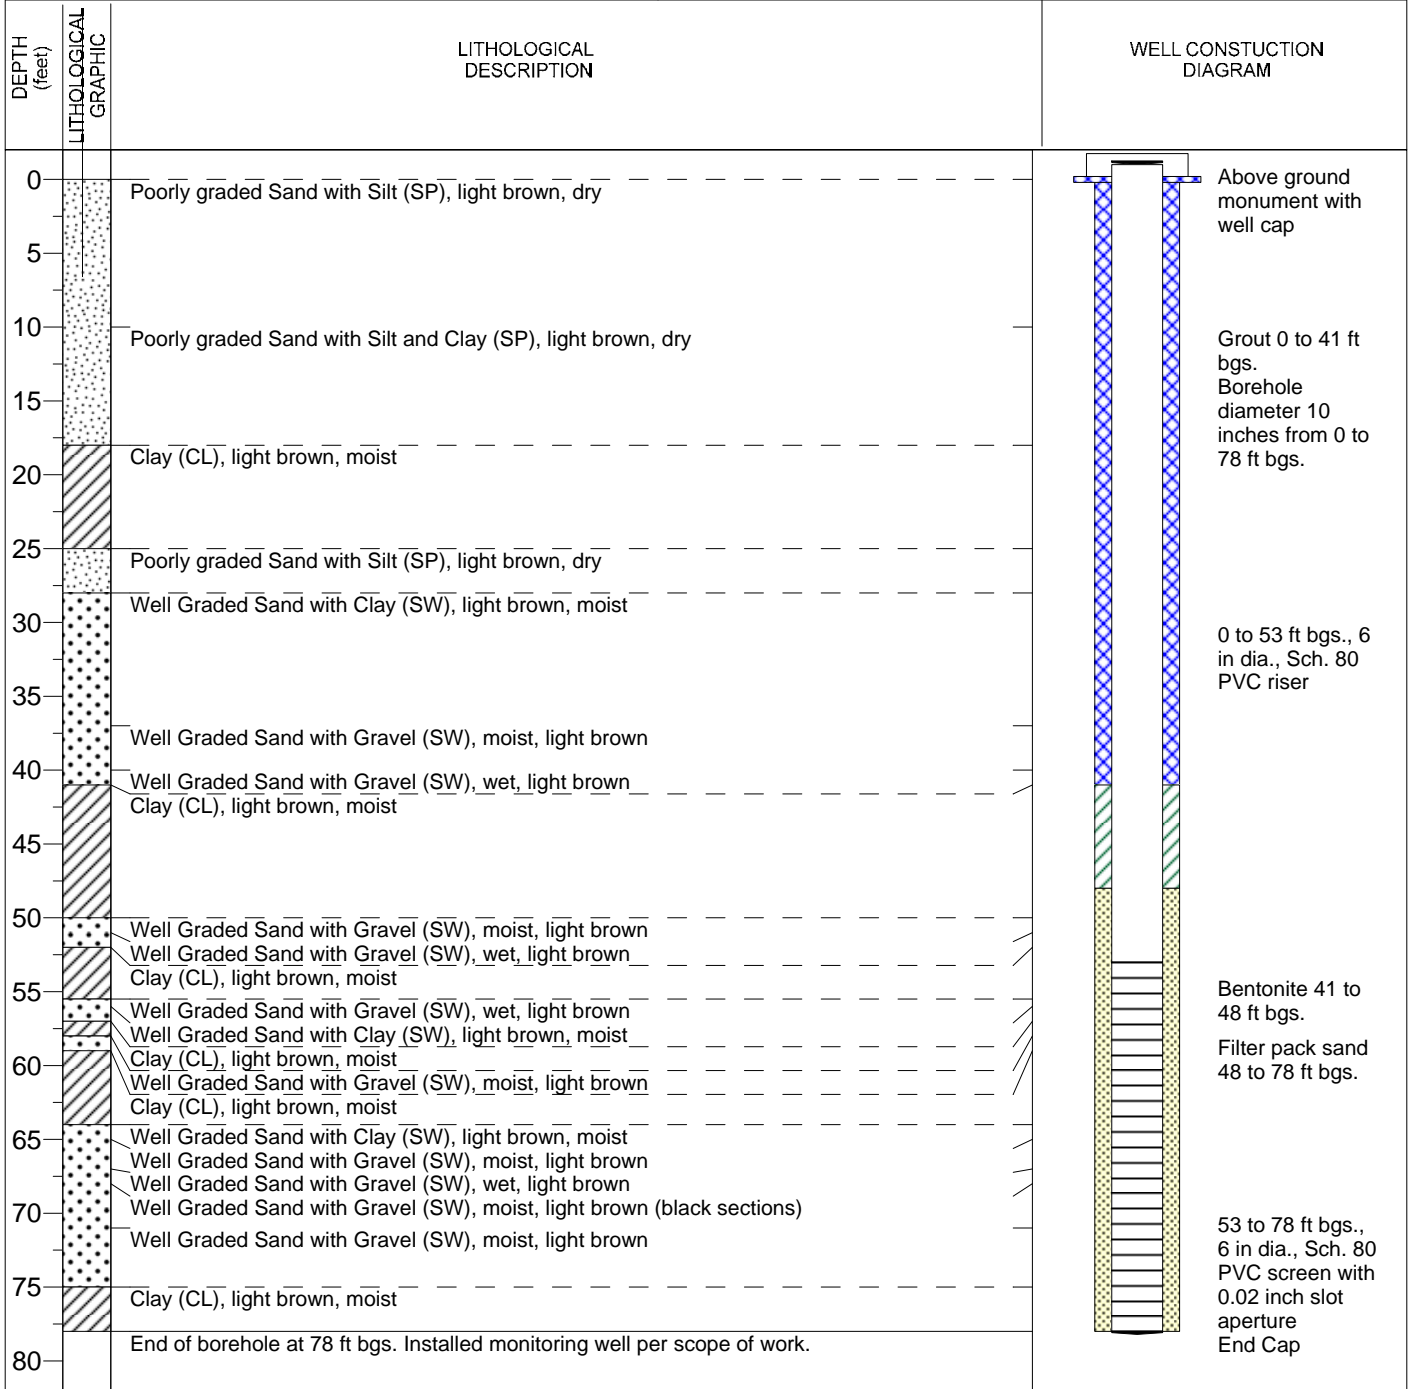 DEPTH
(feet)
LITHOLOGICAL
GRAPHIC
LITHOLOGICAL
DESCRIPTION
WELL CONSTUCTION
DIAGRAM
0
5
10
15
20
25
30
35
40
45
50
55
60
65
70
75
80
Poorly graded Sand with Silt (SP), light brown, dry
Poorly graded Sand with Silt and Clay (SP), light brown, dry
Clay (CL), light brown, moist
Poorly graded Sand with Silt (SP), light brown, dry
Well Graded Sand with Clay (SW), light brown, moist
Well Graded Sand with Gravel (SW), moist, light brown
Well Graded Sand with Gravel (SW), wet, light brown
Clay (CL), light brown, moist
Well Graded Sand with Gravel (SW), moist, light brown
Well Graded Sand with Gravel (SW), wet, light brown
Clay (CL), light brown, moist
Well Graded Sand with Gravel (SW), wet, light brown
Well Graded Sand with Clay (SW), light brown, moist
Clay (CL), light brown, moist
Well Graded Sand with Gravel (SW), moist, light brown
Clay (CL), light brown, moist
Well Graded Sand with Clay (SW), light brown, moist
Well Graded Sand with Gravel (SW), moist, light brown
Well Graded Sand with Gravel (SW), wet, light brown
Well Graded Sand with Gravel (SW), moist, light brown (black sections)
Well Graded Sand with Gravel (SW), moist, light brown
Clay (CL), light brown, moist
End of borehole at 78 ft bgs. Installed monitoring well per scope of work.
Above ground
monument with
well cap
Grout 0 to 41 ft
bgs.
Borehole
diameter 10
inches from 0 to
78 ft bgs.
0 to 53 ft bgs., 6
in dia., Sch. 80
PVC riser
Bentonite 41 to
48 ft bgs.
Filter pack sand
48 to 78 ft bgs.
53 to 78 ft bgs.,
6 in dia., Sch. 80
PVC screen with
0.02 inch slot
aperture
End Cap